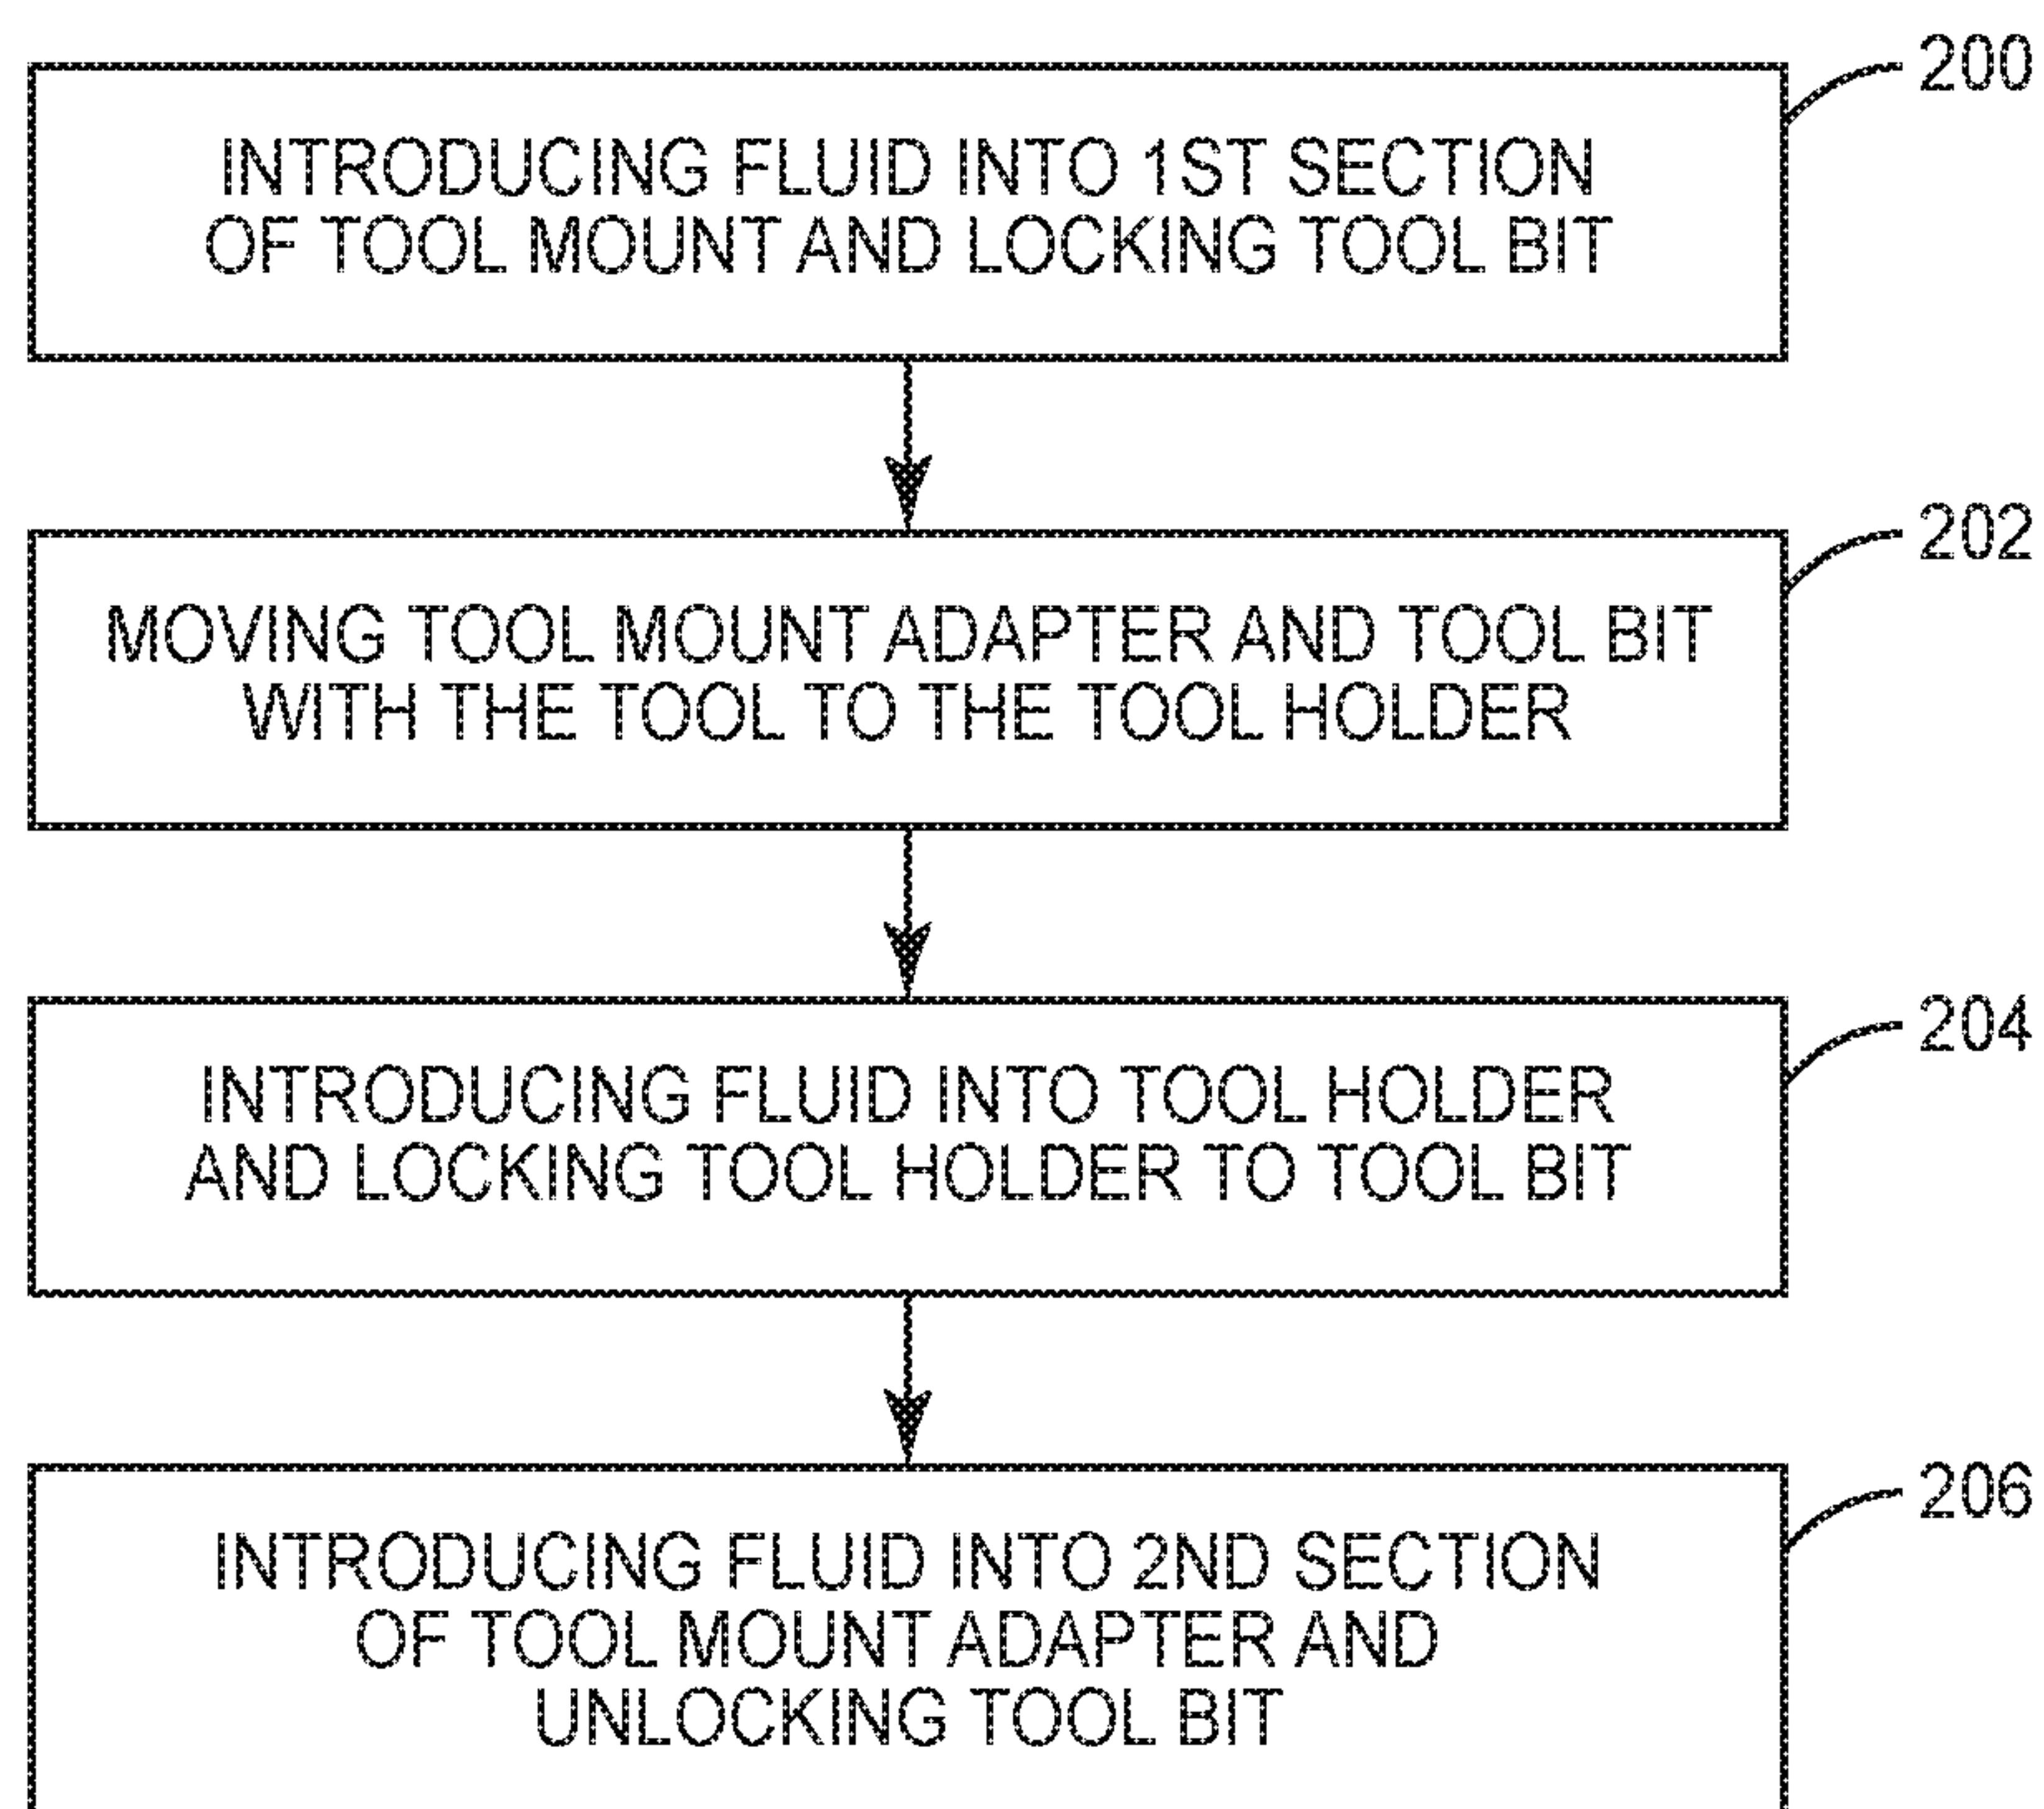 200
INTRODUCING FLUID INTO 1ST SECTION
OF TOOL MOUNT AND LOCKING TOOL BIT
202
MOVING TOOL MOUNT ADAPTER AND TOOL BIT
WITH THE TOOL TO THE TOOL HOLDER
204
INTRODUCING FLUID INTO TOOL HOLDER
AND LOCKING TOOL HOLDER TO TOOL BIT
206
INTRODUCING FLUID INTO 2ND SECTION
OF TOOL MOUNT ADAPTER AND
UNLOCKING TOOL BIT